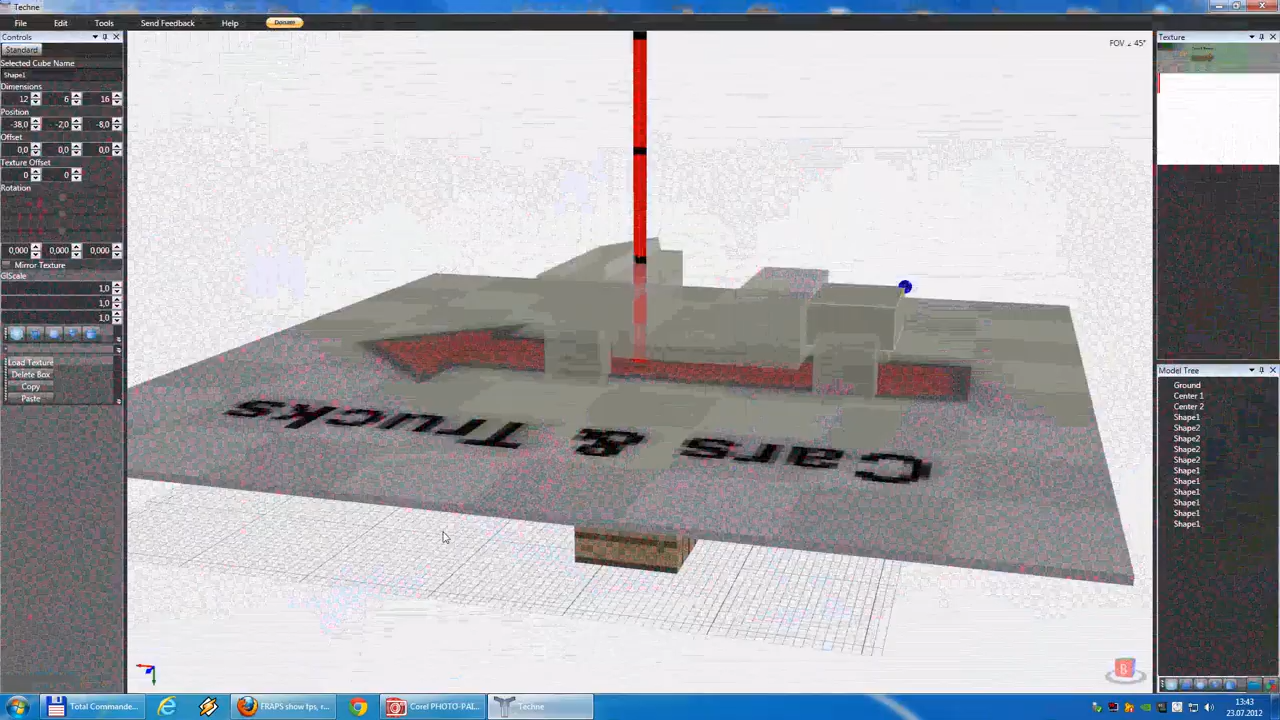 Techne
File Edit Tools Send Feedback Help Donate
Controls
Standard
Selected Cube Name
Shape1
Dimensions
12 6 16
Position
-38,0 -2,0 -8,0
Offset
0,0 0,0 0,0
Texture Offset
0 0
Rotation
0,000 0,000 0,000
Mirror Texture
GlScale
1,0
1,0
1,0
Load Texture
Delete Box
Copy
Paste
FOV ∠ 45°
Cars & Trucks
Texture
Model Tree
Ground
Center 1
Center 2
Shape1
Shape2
Shape2
Shape2
Shape2
Shape1
Shape1
Shape1
Shape1
Shape1
Shape1
Total Commande...
FRAPS show fps, r...
Corel PHOTO-PAI...
Techne
13:43
23.07.2012